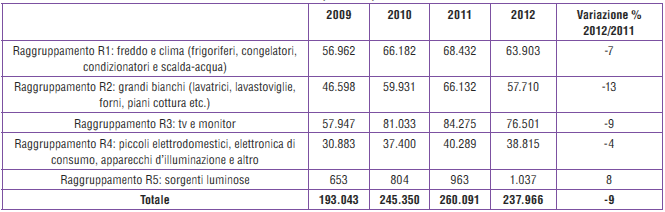 2009 2010 2011 2012 Variazione %
2012/2011
Raggruppamento R1: freddo e clima (frigoriferi, congelatori,
condizionatori e scalda-acqua) 56.962 66.182 68.432 63.903 -7
Raggruppamento R2: grandi bianchi (lavatrici, lavastoviglie,
forni, piani cottura etc.) 46.598 59.931 66.132 57.710 -13
Raggruppamento R3: tv e monitor 57.947 81.033 84.275 76.501 -9
Raggruppamento R4: piccoli elettrodomestici, elettronica di
consumo, apparecchi d'illuminazione e altro 30.883 37.400 40.289 38.815 -4
Raggruppamento R5: sorgenti luminose 653 804 963 1.037 8
Totale 193.043 245.350 260.091 237.966 -9